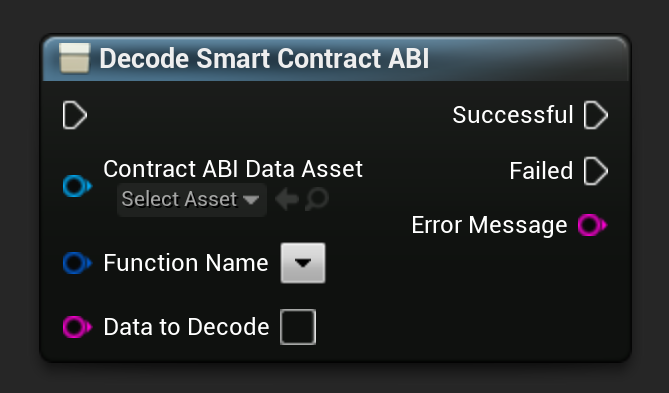 Decode Smart Contract ABI
Successful
Contract ABI Data Asset
Select Asset
Failed
Error Message
Function Name
Data to Decode